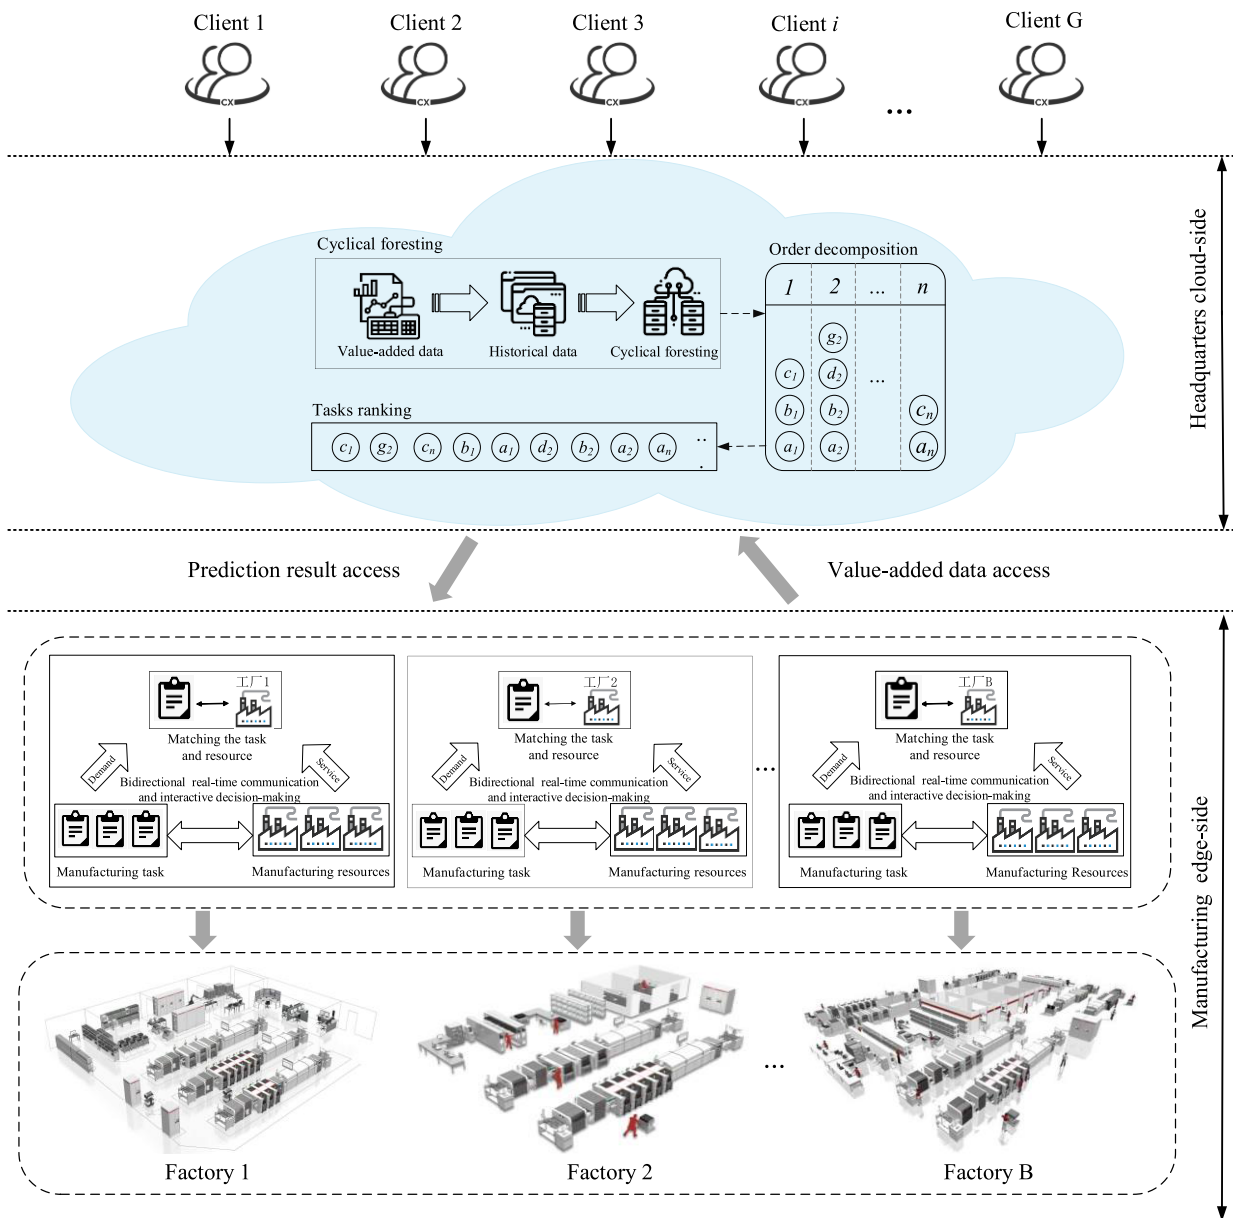 Client 1
Client 2
Client 3
Client i
Client G
CX
CX
CX
CX
...
CX
Headquarters cloud-side
Cyclical foresting
Value-added data
Historical data
Cyclical foresting
Order decomposition
1 2 ... n
g2
c1 d2 ...
b1 b2 cn
a1 a2 an
Tasks ranking
c1 g2 cn b1 a1 d2 b2 a2 an ...
Prediction result access
Value-added data access
Manufacturing edge-side
工厂1
Matching the task
and resource
Demand
Service
Bidirectional real-time communication
and interactive decision-making
Manufacturing task
Manufacturing resources
工厂2
Matching the task
and resource
Demand
Service
Bidirectional real-time communication
and interactive decision-making
Manufacturing task
Manufacturing resources
...
工厂B
Matching the task
and resource
Demand
Service
Bidirectional real-time communication
and interactive decision-making
Manufacturing task
Manufacturing Resources
...
Factory 1
Factory 2
Factory B